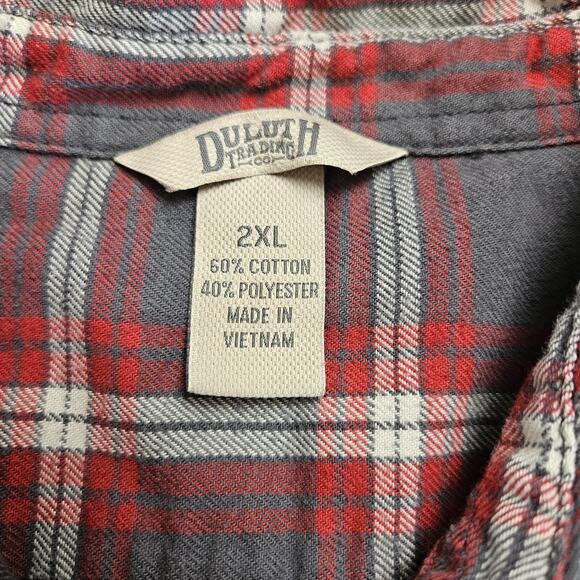 DULUTH
TRADING
CO
2XL
60% COTTON
40% POLYESTER
MADE IN
VIETNAM